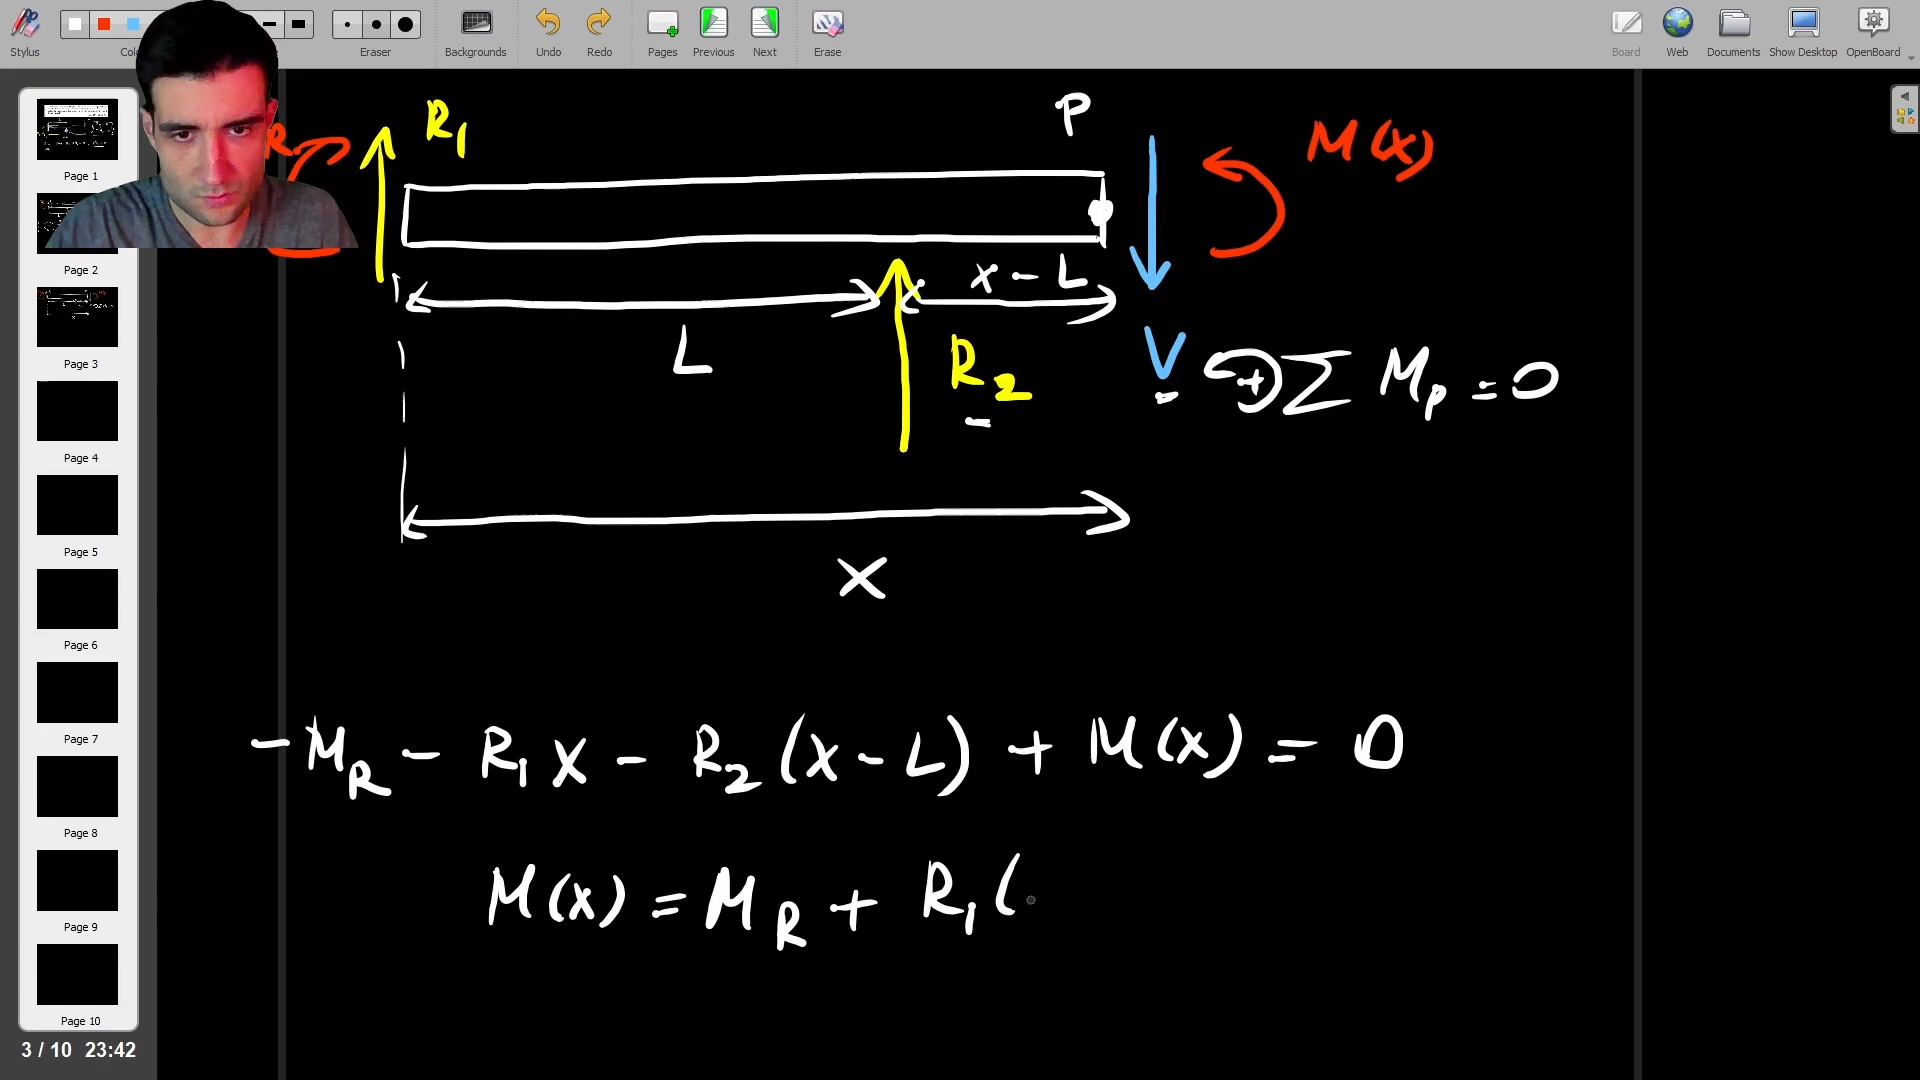 Stylus
Eraser
Backgrounds
Undo
Redo
Pages
Previous
Next
Erase
Board
Web
Documents
Show Desktop
OpenBoard
Page 1
Page 2
Page 3
Page 4
Page 5
Page 6
Page 7
Page 8
Page 9
Page 10
3 / 10 23:42
R
R₁
P
M(x)
x - L
L
R₂
V
+ Σ Mₚ = 0
x
- M_R - R₁x - R₂(x - L) + M(x) = 0
M(x) = M_R + R₁(